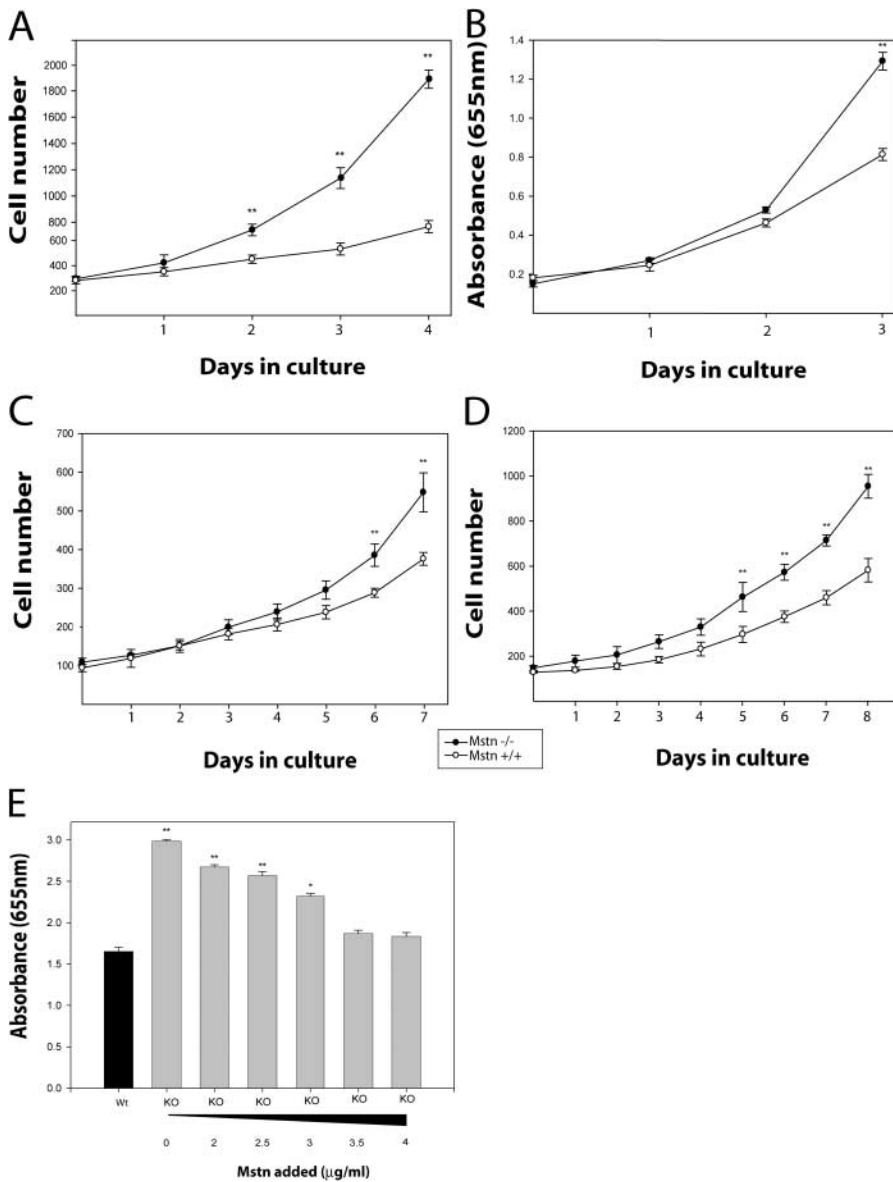 A
Cell number
2000
1800
1600
1400
1200
1000
800
600
400
200
**
**
**
1 2 3 4
Days in culture
B
Absorbance (655nm)
1.4
1.2
1.0
0.8
0.6
0.4
0.2
**
1 2 3
Days in culture
C
Cell number
700
600
500
400
300
200
100
**
**
1 2 3 4 5 6 7
Days in culture
D
Cell number
1200
1000
800
600
400
200
**
**
**
**
1 2 3 4 5 6 7 8
Days in culture
Mstn -/-
Mstn +/+
E
Absorbance (655nm)
3.0
2.5
2.0
1.5
1.0
0.5
0.0
**
**
**
*
Wt KO KO KO KO KO KO
0 2 2.5 3 3.5 4
Mstn added (μg/ml)